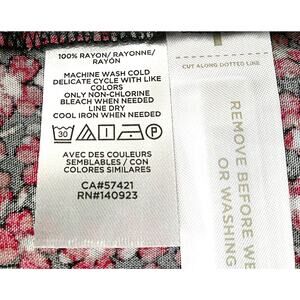 100% RAYON/ RAYONNE/
RAYÓN
MACHINE WASH COLD
DELICATE CYCLE WITH LIKE
COLORS
ONLY NON-CHLORINE
BLEACH WHEN NEEDED
LINE DRY
COOL IRON WHEN NEEDED
30
P
AVEC DES COULEURS
SEMBLABLES / CON
COLORES SIMILARES
CA#57421
RN#140923
CUT ALONG DOTTED LINE
REMOVE BEFORE WE
OR WASHING